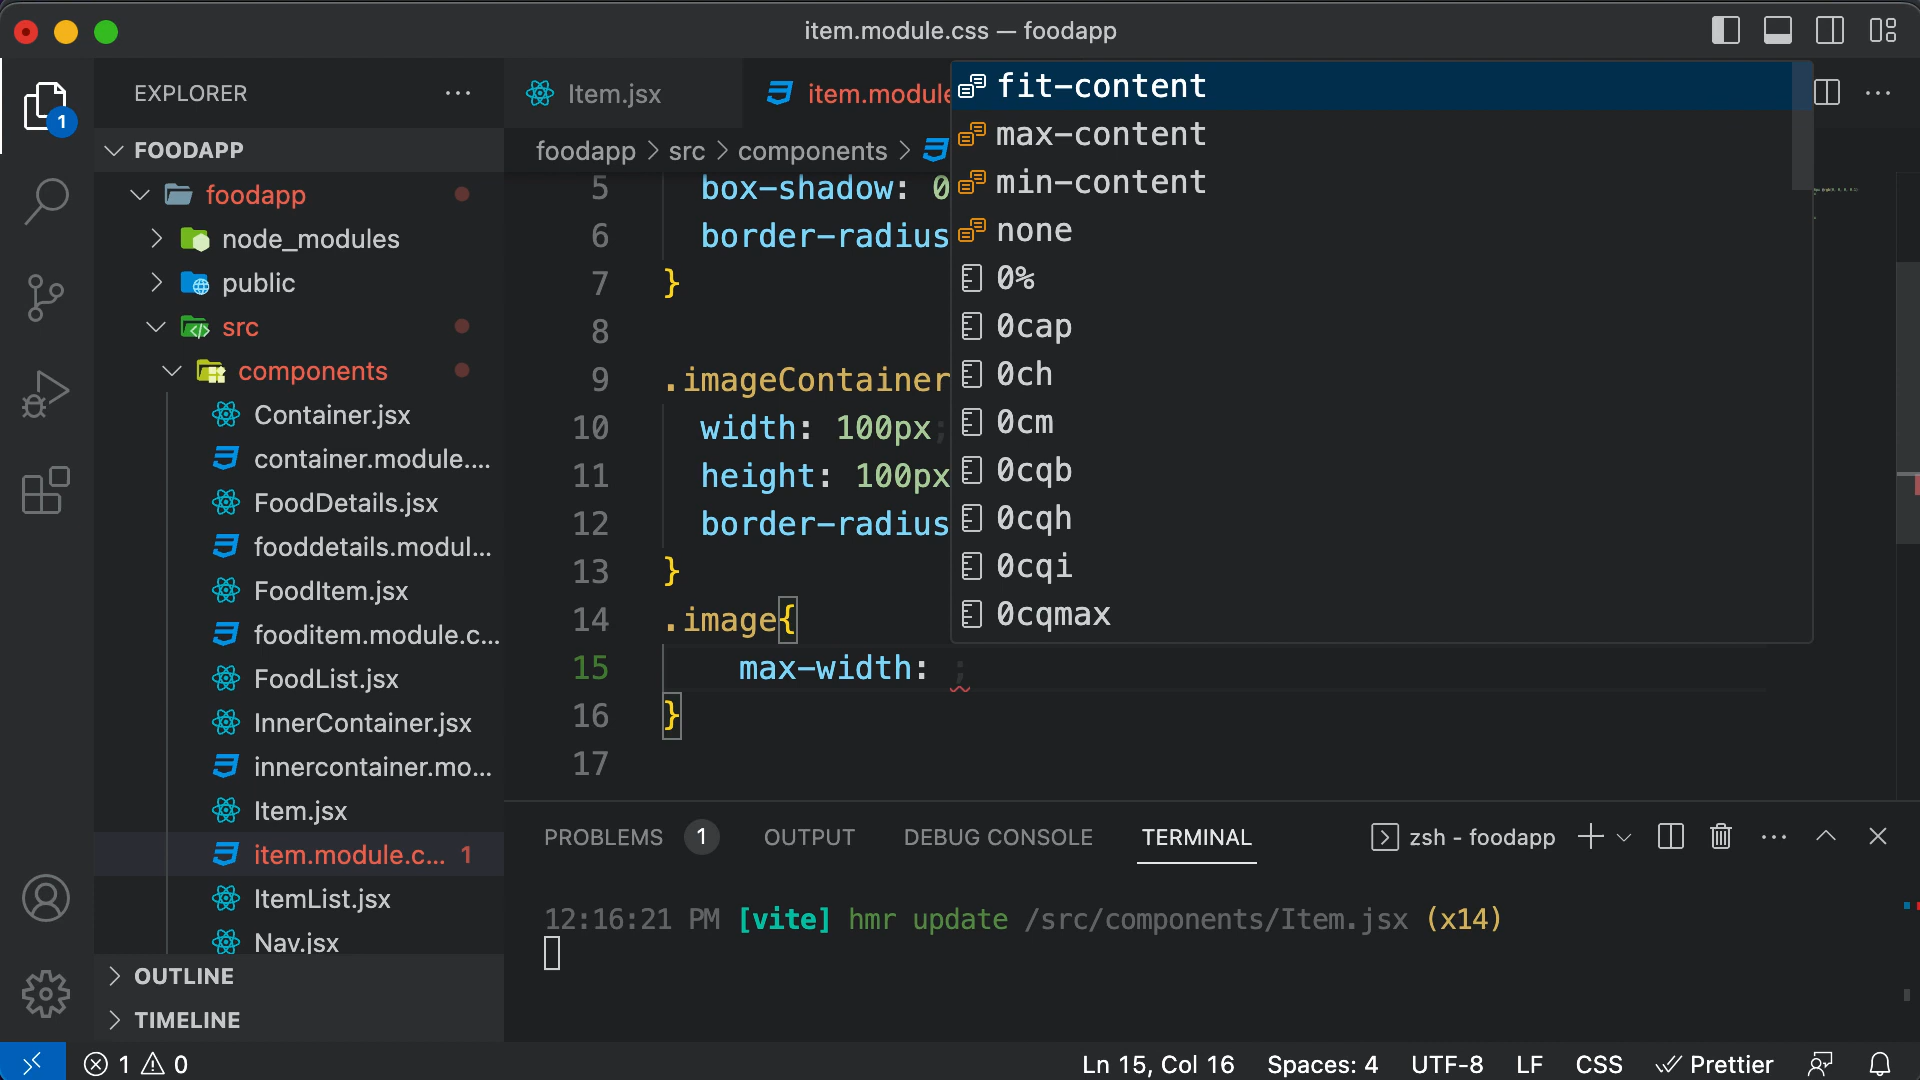 item.module.css — foodapp
EXPLORER
Item.jsx
item.module
FOODAPP
foodapp > src > components >
foodapp
node_modules
public
src
components
Container.jsx
container.module....
FoodDetails.jsx
fooddetails.modul...
FoodItem.jsx
fooditem.module.c...
FoodList.jsx
InnerContainer.jsx
innercontainer.mo...
Item.jsx
item.module.c... 1
ItemList.jsx
Nav.jsx
OUTLINE
TIMELINE
1
5 box-shadow: 0
6 border-radius
7 }
8
9 .imageContainer
10 width: 100px;
11 height: 100px
12 border-radius
13 }
14 .image{
15 max-width: ;
16 }
17
fit-content
max-content
min-content
none
0%
0cap
0ch
0cm
0cqb
0cqh
0cqi
0cqmax
PROBLEMS 1 OUTPUT DEBUG CONSOLE TERMINAL zsh - foodapp
12:16:21 PM [vite] hmr update /src/components/Item.jsx (x14)
1 0 Ln 15, Col 16 Spaces: 4 UTF-8 LF CSS Prettier